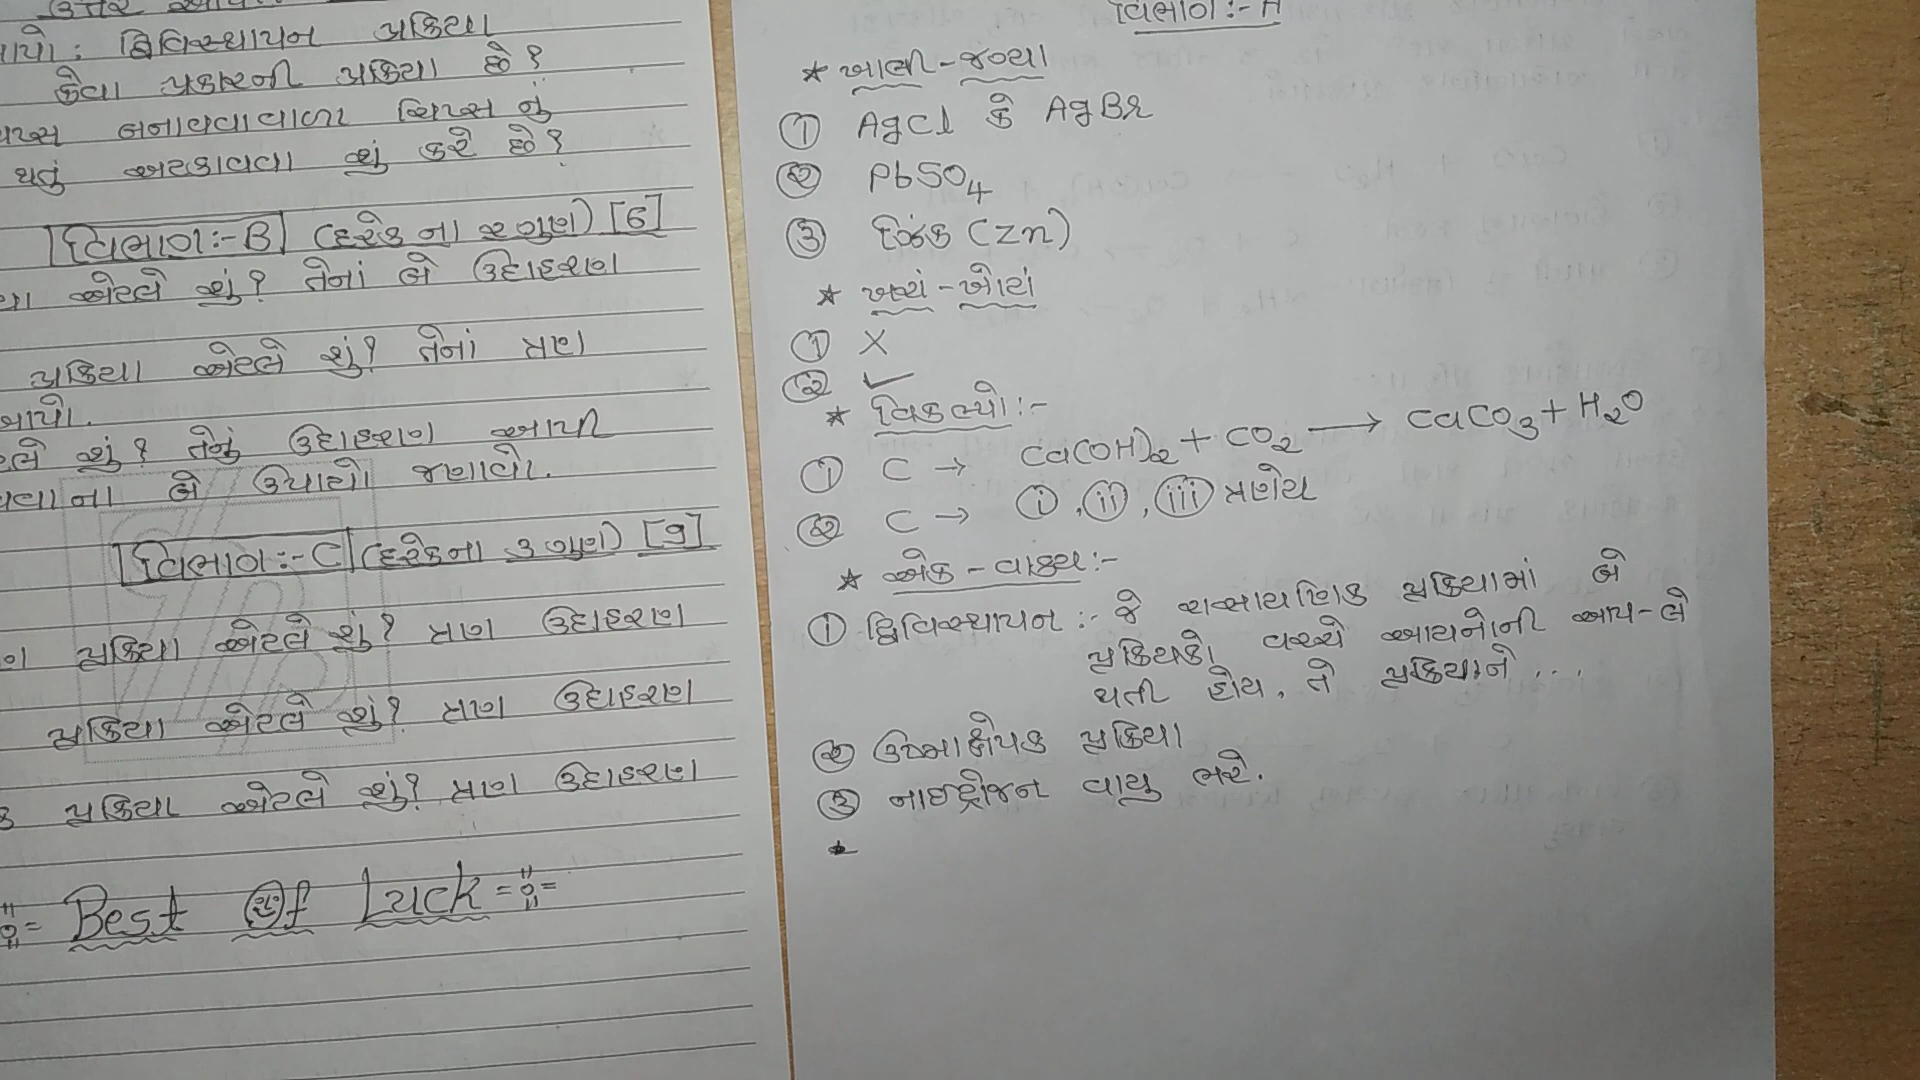 ઉત્તર આપો
દ્વિવિસ્થાપન પ્રક્રિયા
કેવા પ્રકારની પ્રક્રિયા છે?
બનાવવાવાળા ચિપ્સ નું
થતું અટકાવવા શું કરે છે?
વિભાગ:-B (દરેક ના ૨ ગુણ) [6]
એટલે શું? તેનાં બે ઉદાહરણ
પ્રક્રિયા એટલે શું? તેનાં ત્રણ
શું? તેનું ઉદાહરણ આપી
બે ઉપાયો જણાવો.
વિભાગ:-C (દરેકના ૩ ગુણ) [9]
પ્રક્રિયા એટલે શું? ત્રણ ઉદાહરણ
પ્રક્રિયા એટલે શું? ત્રણ ઉદાહરણ
પ્રક્રિયા એટલે શું? ત્રણ ઉદાહરણ
Best Of Luck
વિભાગ:- A
* ખાલી-જગ્યા
① AgCl કે AgBr
② PbSO4
③ ઝિંક (Zn)
* ખરાં-ખોટાં
① X
② ✓
* વિકલ્પો:-
① C → Ca(OH)2 + CO2 → CaCO3 + H2O
② C → ⓘ, ⓘⓘ, ⓘⓘⓘ ત્રણેય
* એક-વાક્ય:-
① દ્વિવિસ્થાપન:- જે રાસાયણિક પ્રક્રિયામાં બે
પ્રક્રિયકો વચ્ચે આયનોની આપ-લે
થતી હોય, તે પ્રક્રિયાને ...
② ઉષ્માક્ષેપક પ્રક્રિયા
③ નાઇટ્રોજન વાયુ ભરે.
*